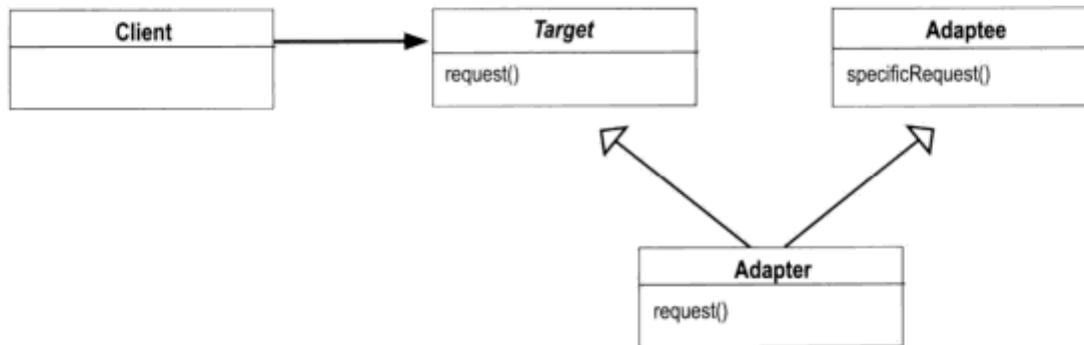 Client
Target
request()
Adaptee
specificRequest()
Adapter
request()